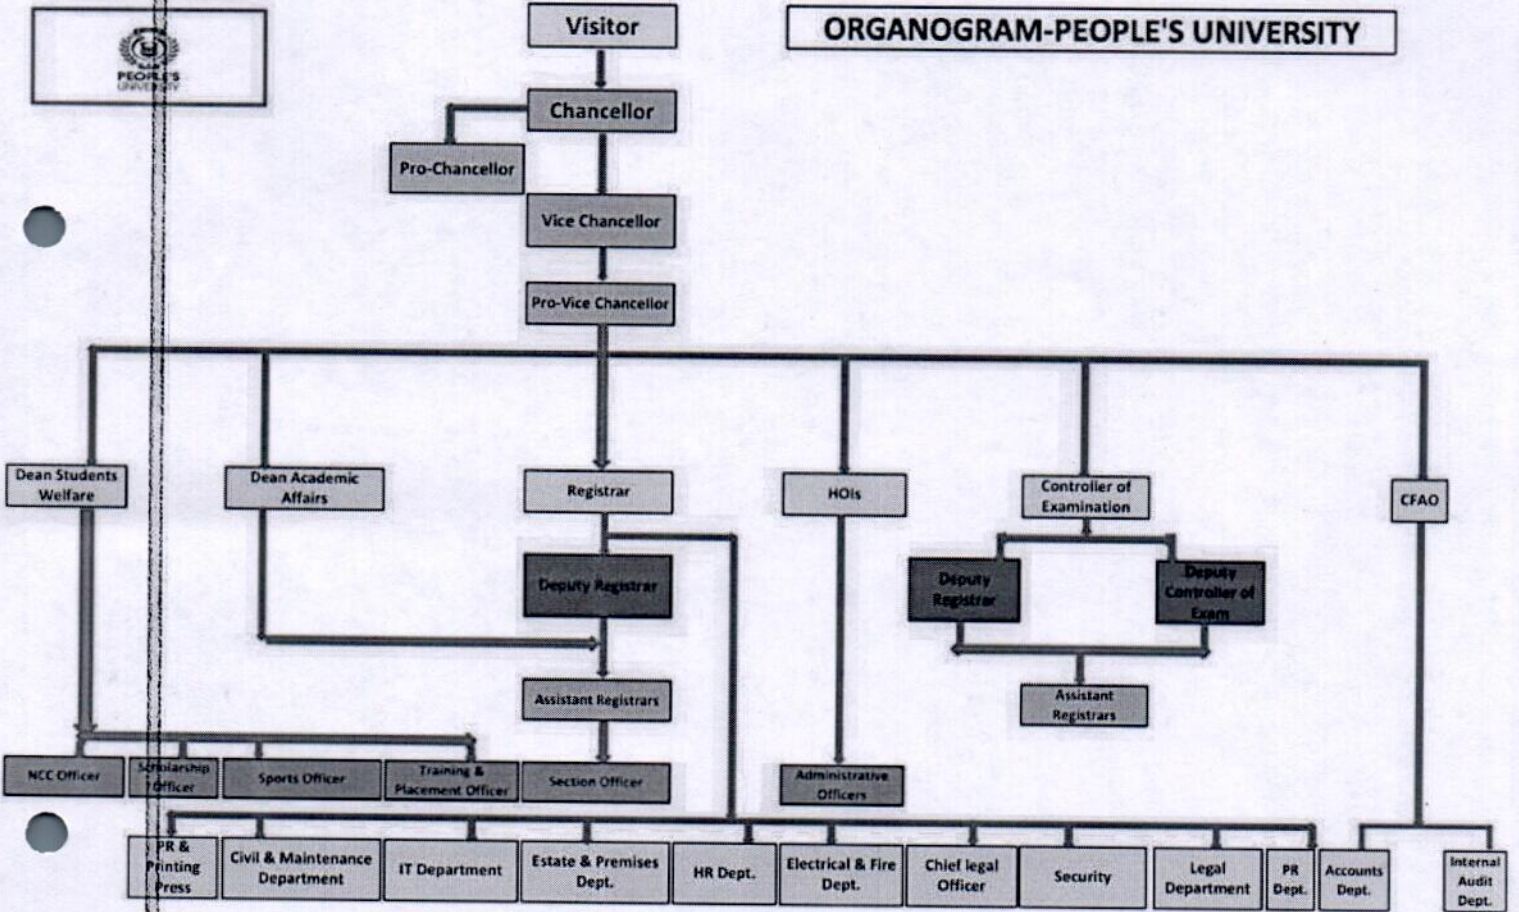 ORGANOGRAM-PEOPLE'S UNIVERSITY
PEOPLE'S
UNIVERSITY
Visitor
Chancellor
Pro-Chancellor
Vice Chancellor
Pro-Vice Chancellor
Dean Students
Welfare
Dean Academic
Affairs
Registrar
HOIs
Controller of
Examination
CFAO
Deputy Registrar
Deputy
Registrar
Deputy
Controller of
Exam
Assistant Registrars
Assistant
Registrars
NCC Officer
Scholarship
Officer
Sports Officer
Training &
Placement Officer
Section Officer
Administrative
Officers
PR &
Printing
Press
Civil & Maintenance
Department
IT Department
Estate & Premises
Dept.
HR Dept.
Electrical & Fire
Dept.
Chief legal
Officer
Security
Legal
Department
PR
Dept.
Accounts
Dept.
Internal
Audit
Dept.